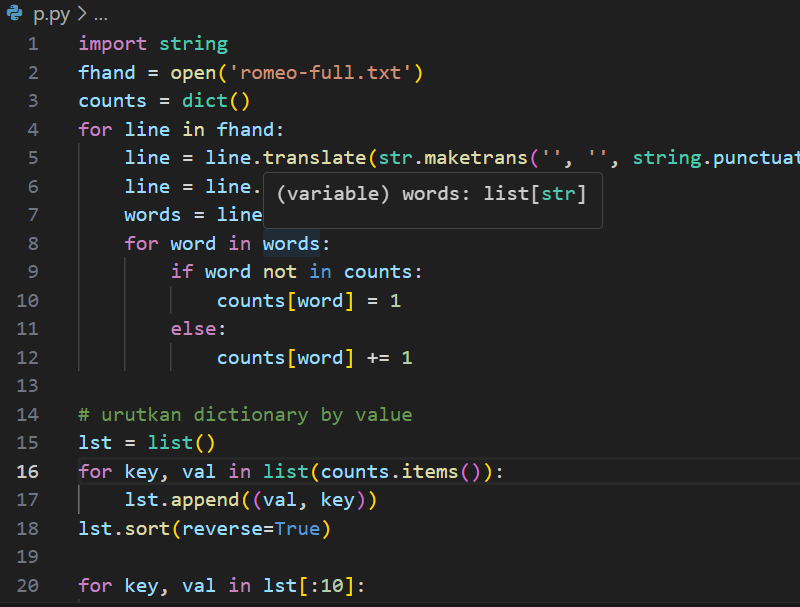 p.py > ...
1 import string
2 fhand = open('romeo-full.txt')
3 counts = dict()
4 for line in fhand:
5     line = line.translate(str.maketrans('', '', string.punctuat
6     line = line.
(variable) words: list[str]
7     words = line
8     for word in words:
9         if word not in counts:
10             counts[word] = 1
11         else:
12             counts[word] += 1
13
14 # urutkan dictionary by value
15 lst = list()
16 for key, val in list(counts.items()):
17     lst.append((val, key))
18 lst.sort(reverse=True)
19
20 for key, val in lst[:10]: